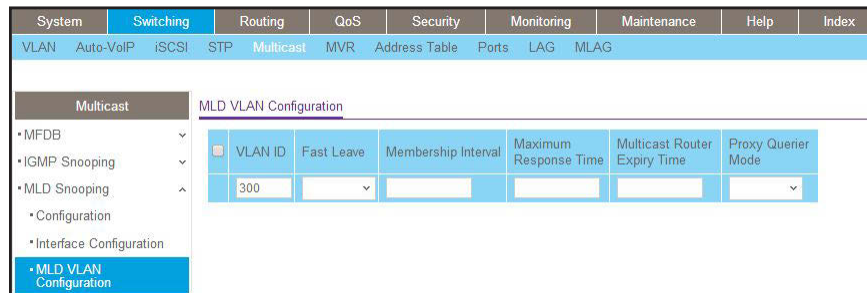 System Switching Routing QoS Security Monitoring Maintenance Help Index
VLAN Auto-VoIP iSCSI STP Multicast MVR Address Table Ports LAG MLAG
Multicast
MFDB
IGMP Snooping
MLD Snooping
Configuration
Interface Configuration
MLD VLAN
Configuration
MLD VLAN Configuration
VLAN ID Fast Leave Membership Interval Maximum Response Time Multicast Router Expiry Time Proxy Querier Mode
300